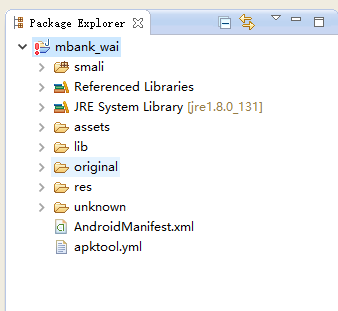 Package Explorer
mbank_wai
smali
Referenced Libraries
JRE System Library [jre1.8.0_131]
assets
lib
original
res
unknown
AndroidManifest.xml
apktool.yml